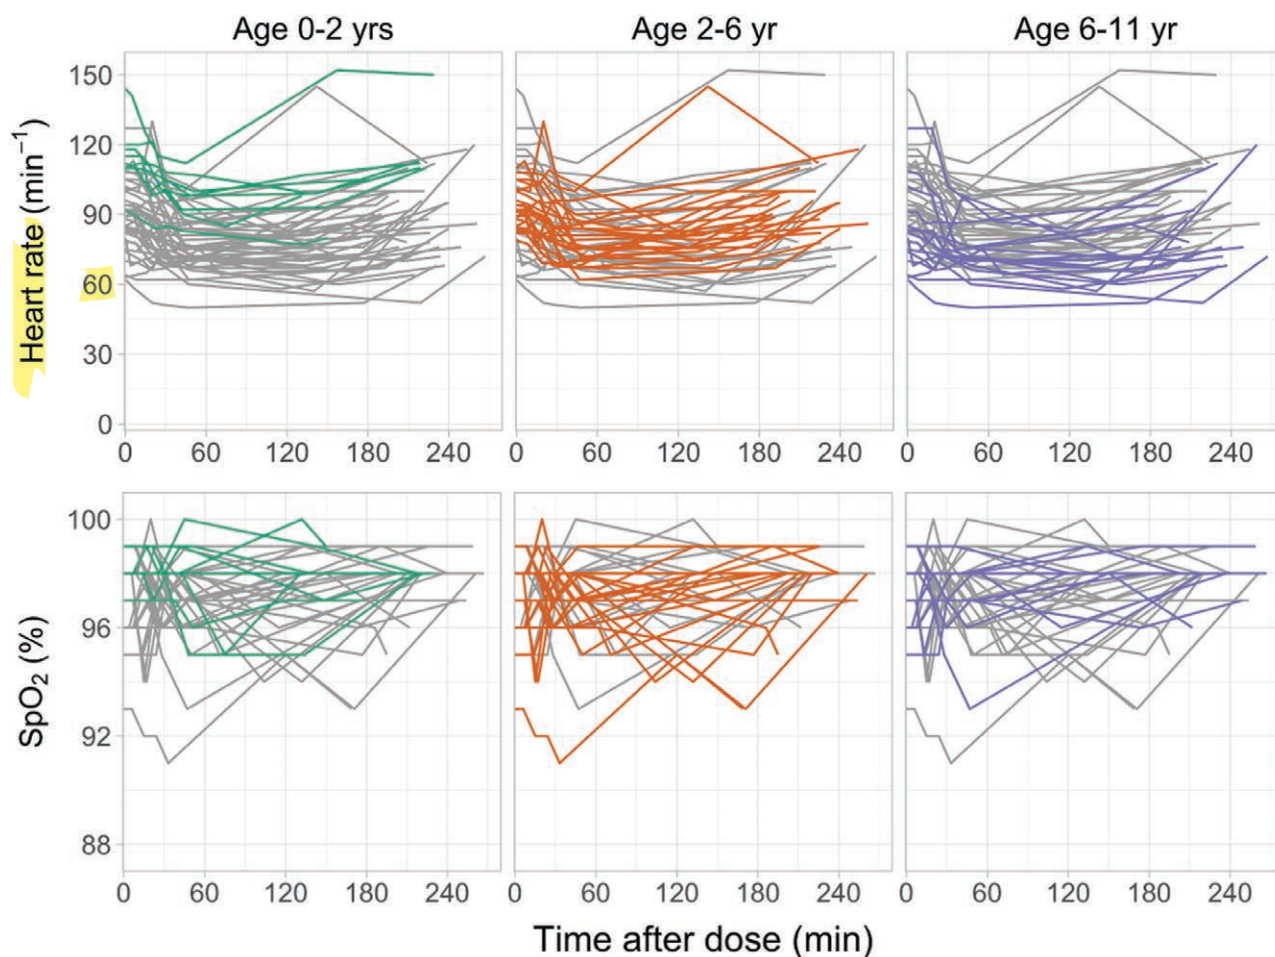 Age 0-2 yrs
Age 2-6 yr
Age 6-11 yr
Heart rate (min⁻¹)
150
120
90
60
30
0
0 60 120 180 240
0 60 120 180 240
0 60 120 180 240
SpO₂ (%)
100
96
92
88
0 60 120 180 240
0 60 120 180 240
0 60 120 180 240
Time after dose (min)